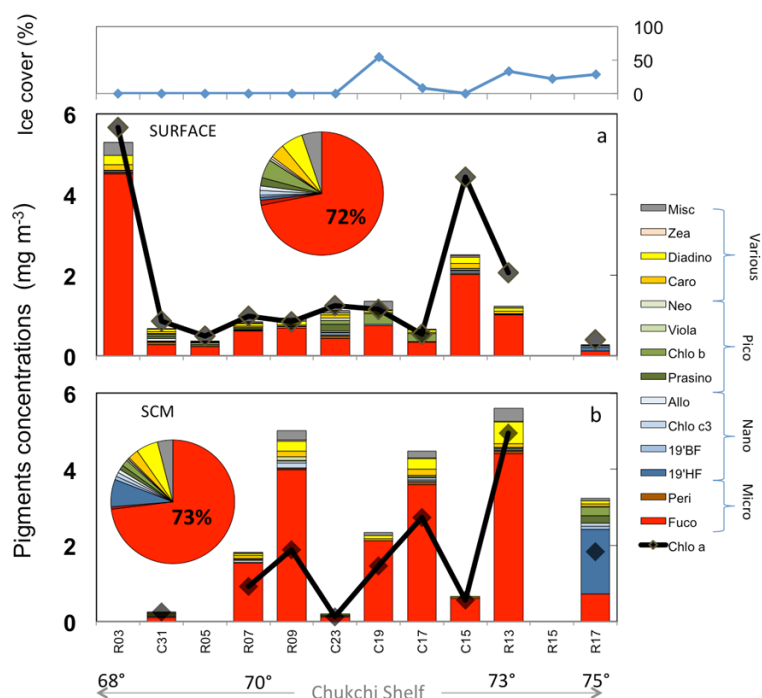 Ice cover (%)
100
50
0
Pigments concentrations (mg m-3)
6
4
2
0
SURFACE
a
72%
6
4
2
0
SCM
b
73%
R03
C31
R05
R07
R09
C23
C19
C17
C15
R13
R15
R17
68°
70°
73°
75°
Chukchi Shelf
Misc
Zea
Diadino
Caro
Neo
Viola
Chlo b
Prasino
Allo
Chlo c3
19'BF
19'HF
Peri
Fuco
Chlo a
Various
Pico
Nano
Micro